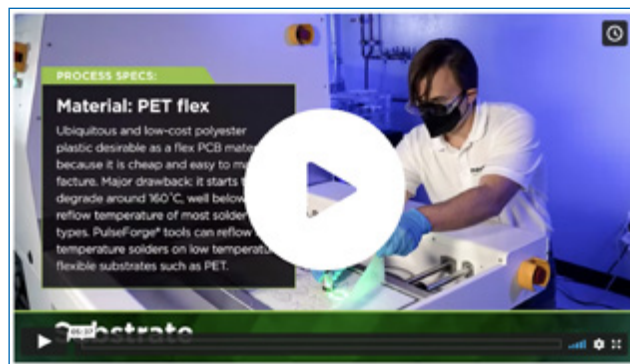 PROCESS SPECS:
Material: PET flex
Ubiquitous and low-cost polyester
plastic desirable as a flex PCB
because it is cheap and easy to
facture. Major drawback: it starts
degrade around 160°C, well below
reflow temperature of most solder
types. PulseForge® tools can reflow
temperature solders on low
flexible substrates such as PET.
Substrate